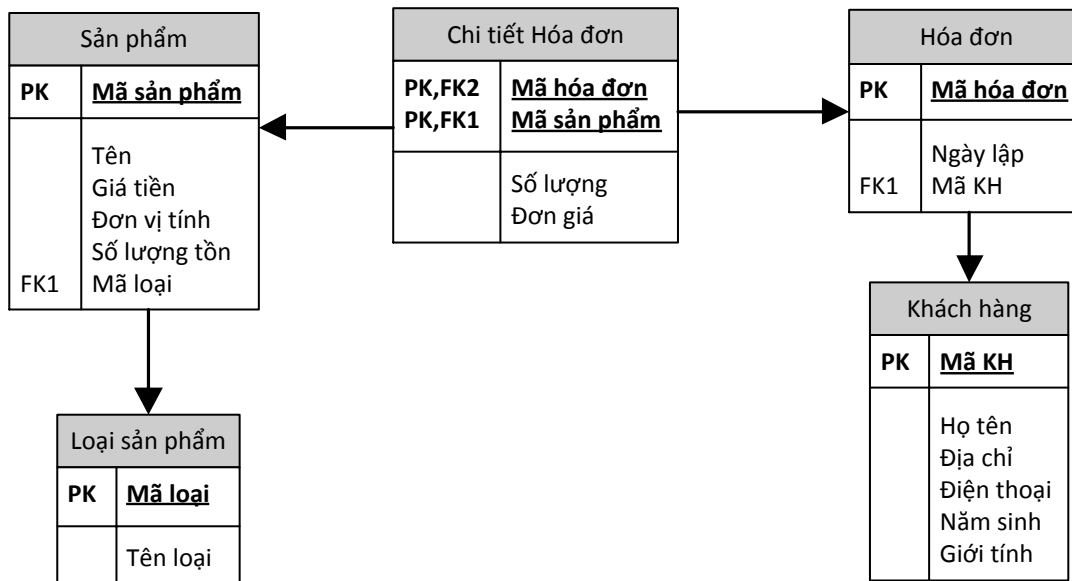 Sản phẩm
PK Mã sản phẩm
Tên
Giá tiền
Đơn vị tính
Số lượng tồn
FK1 Mã loại
Chi tiết Hóa đơn
PK,FK2 Mã hóa đơn
PK,FK1 Mã sản phẩm
Số lượng
Đơn giá
Hóa đơn
PK Mã hóa đơn
Ngày lập
FK1 Mã KH
Loại sản phẩm
PK Mã loại
Tên loại
Khách hàng
PK Mã KH
Họ tên
Địa chỉ
Điện thoại
Năm sinh
Giới tính